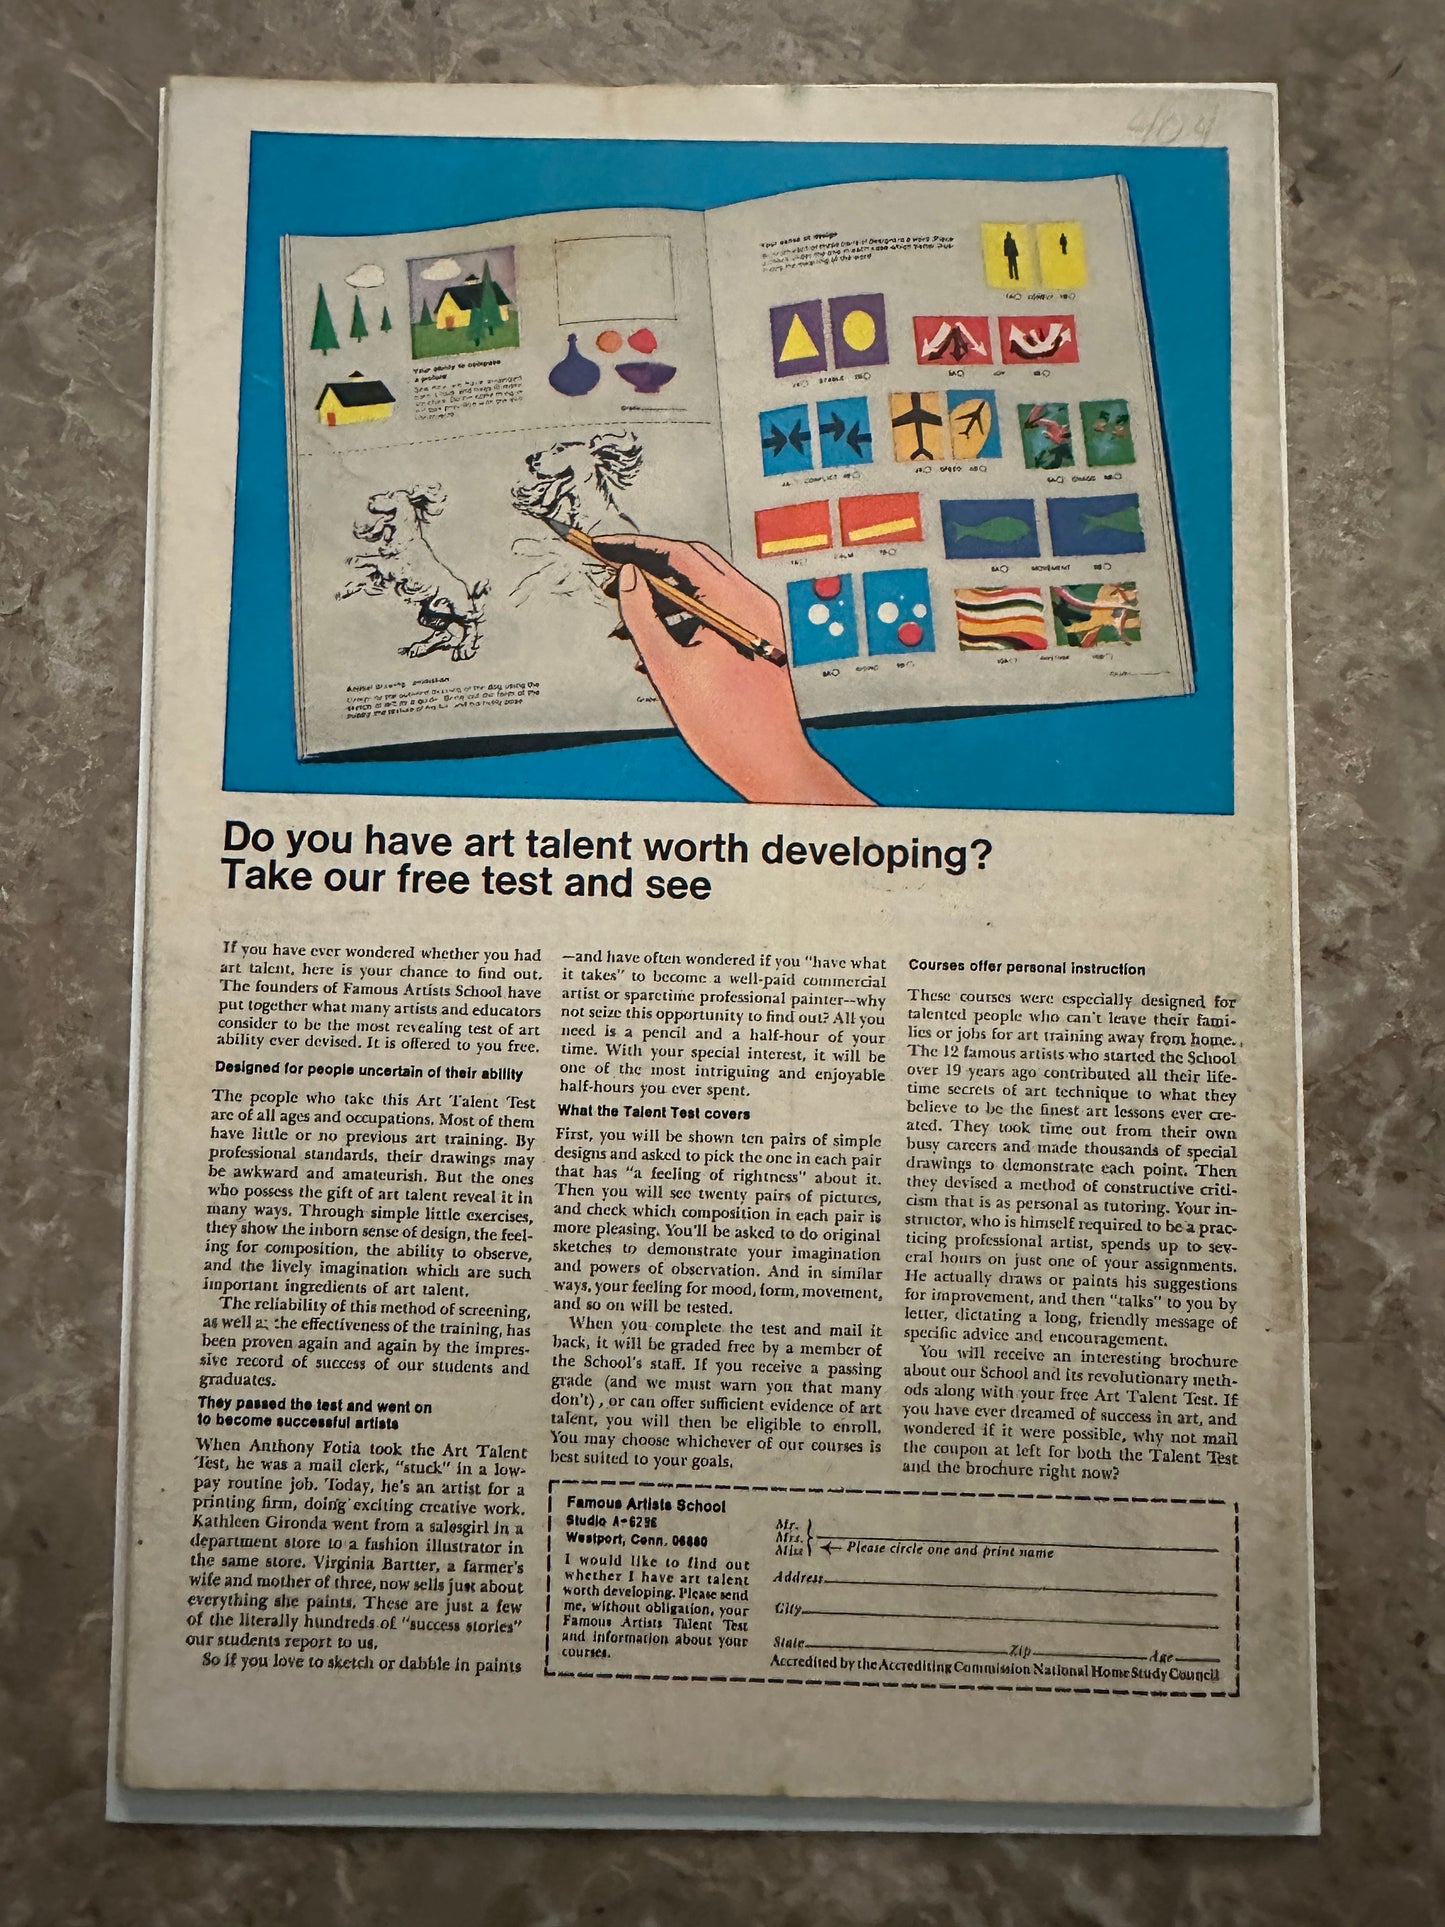 404
STABLE
CONFLICT
SPEED
CALM
MOVEMENT
Do you have art talent worth developing?
Take our free test and see
If you have ever wondered whether you had
art talent, here is your chance to find out.
The founders of Famous Artists School have
put together what many artists and educators
consider to be the most revealing test of art
ability ever devised. It is offered to you free.
Designed for people uncertain of their ability
The people who take this Art Talent Test
are of all ages and occupations. Most of them
have little or no previous art training. By
professional standards, their drawings may
be awkward and amateurish. But the ones
who possess the gift of art talent reveal it in
many ways. Through simple little exercises,
they show the inborn sense of design, the feel-
ing for composition, the ability to observe,
and the lively imagination which are such
important ingredients of art talent.
The reliability of this method of screening,
as well as the effectiveness of the training, has
been proven again and again by the impres-
sive record of success of our students and
graduates.
They passed the test and went on
to become successful artists
When Anthony Fotia took the Art Talent
Test, he was a mail clerk, "stuck" in a low-
pay routine job. Today, he's an artist for a
printing firm, doing exciting creative work.
Kathleen Gironda went from a salesgirl in a
department store to a fashion illustrator in
the same store. Virginia Bartter, a farmer's
wife and mother of three, now sells just about
everything she paints. These are just a few
of the literally hundreds of "success stories"
our students report to us.
So if you love to sketch or dabble in paints
—and have often wondered if you "have what
it takes" to become a well-paid commercial
artist or sparetime professional painter--why
not seize this opportunity to find out? All you
need is a pencil and a half-hour of your
time. With your special interest, it will be
one of the most intriguing and enjoyable
half-hours you ever spent.
What the Talent Test covers
First, you will be shown ten pairs of simple
designs and asked to pick the one in each pair
that has "a feeling of rightness" about it.
Then you will see twenty pairs of pictures,
and check which composition in each pair is
more pleasing. You'll be asked to do original
sketches to demonstrate your imagination
and powers of observation. And in similar
ways, your feeling for mood, form, movement,
and so on will be tested.
When you complete the test and mail it
back, it will be graded free by a member of
the School's staff. If you receive a passing
grade (and we must warn you that many
don't), or can offer sufficient evidence of art
talent, you will then be eligible to enroll.
You may choose whichever of our courses is
best suited to your goals.
Courses offer personal instruction
These courses were especially designed for
talented people who can't leave their fami-
lies or jobs for art training away from home.
The 12 famous artists who started the School
over 19 years ago contributed all their life-
time secrets of art technique to what they
believe to be the finest art lessons ever cre-
ated. They took time out from their own
busy careers and made thousands of special
drawings to demonstrate each point. Then
they devised a method of constructive criti-
cism that is as personal as tutoring. Your in-
structor, who is himself required to be a prac-
ticing professional artist, spends up to sev-
eral hours on just one of your assignments.
He actually draws or paints his suggestions
for improvement, and then "talks" to you by
letter, dictating a long, friendly message of
specific advice and encouragement.
You will receive an interesting brochure
about our School and its revolutionary meth-
ods along with your free Art Talent Test. If
you have ever dreamed of success in art, and
wondered if it were possible, why not mail
the coupon at left for both the Talent Test
and the brochure right now?
Famous Artists School
Studio A-6296
Westport, Conn. 06880
I would like to find out
whether I have art talent
worth developing. Please send
me, without obligation, your
Famous Artists Talent Test
and information about your
courses.
Mr.
Mrs.
Miss
Please circle one and print name
Address
City
State Zip Age
Accredited by the Accrediting Commission National Home Study Council